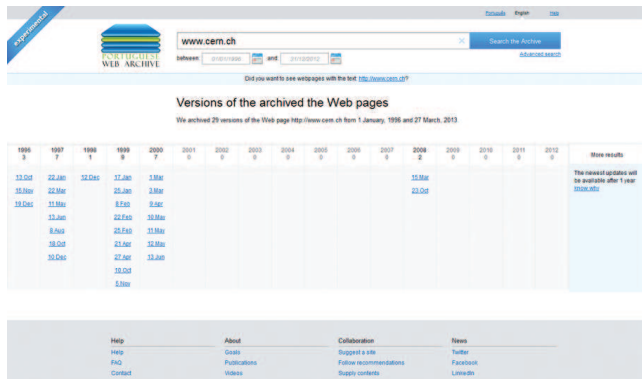 experimental
Português English Help
PORTUGUESE
WEB ARCHIVE
www.cern.ch
Search the Archive
between 01/01/1996 and 31/12/2012
Advanced search
Did you want to see webpages with the text: http://www.cern.ch?
Versions of the archived the Web pages
We archived 29 versions of the Web page http://www.cern.ch from 1 January, 1996 and 27 March, 2013
1996 1997 1998 1999 2000 2001 2002 2003 2004 2005 2006 2007 2008 2009 2010 2011 2012 More results
3 7 1 9 7 0 0 0 0 0 0 0 2 0 0 0 0
13 Oct 22 Jan 12 Dec 17 Jan 1 Mar 15 Mar The newest updates will
15 Nov 22 Mar 25 Jan 3 Mar 23 Oct be available after 1 year
19 Dec 11 May 8 Feb 9 Apr know why
13 Jun 22 Feb 10 May
8 Aug 25 Feb 11 May
18 Oct 21 Apr 12 May
10 Dec 27 Apr 13 Jun
10 Oct
5 Nov
Help About Collaboration News
Help Goals Suggest a site Twitter
FAQ Publications Follow recommendations Facebook
Contact Videos Supply contents LinkedIn